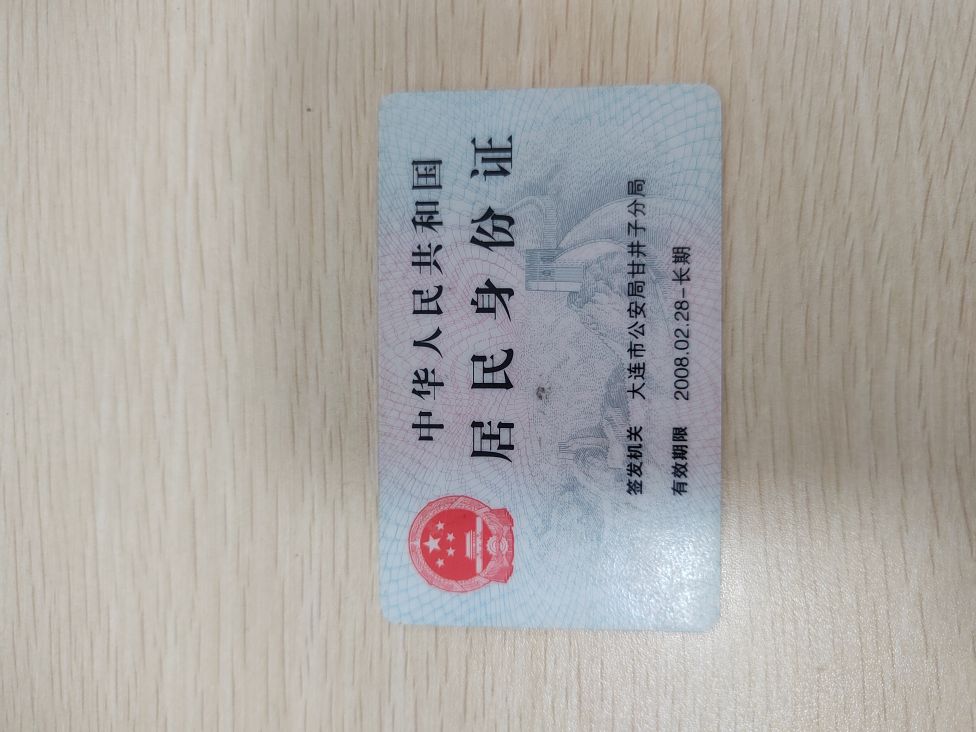 中华人民共和国
居民身份证
签发机关 大连市公安局甘井子分局
有效期限 2008.02.28-长期